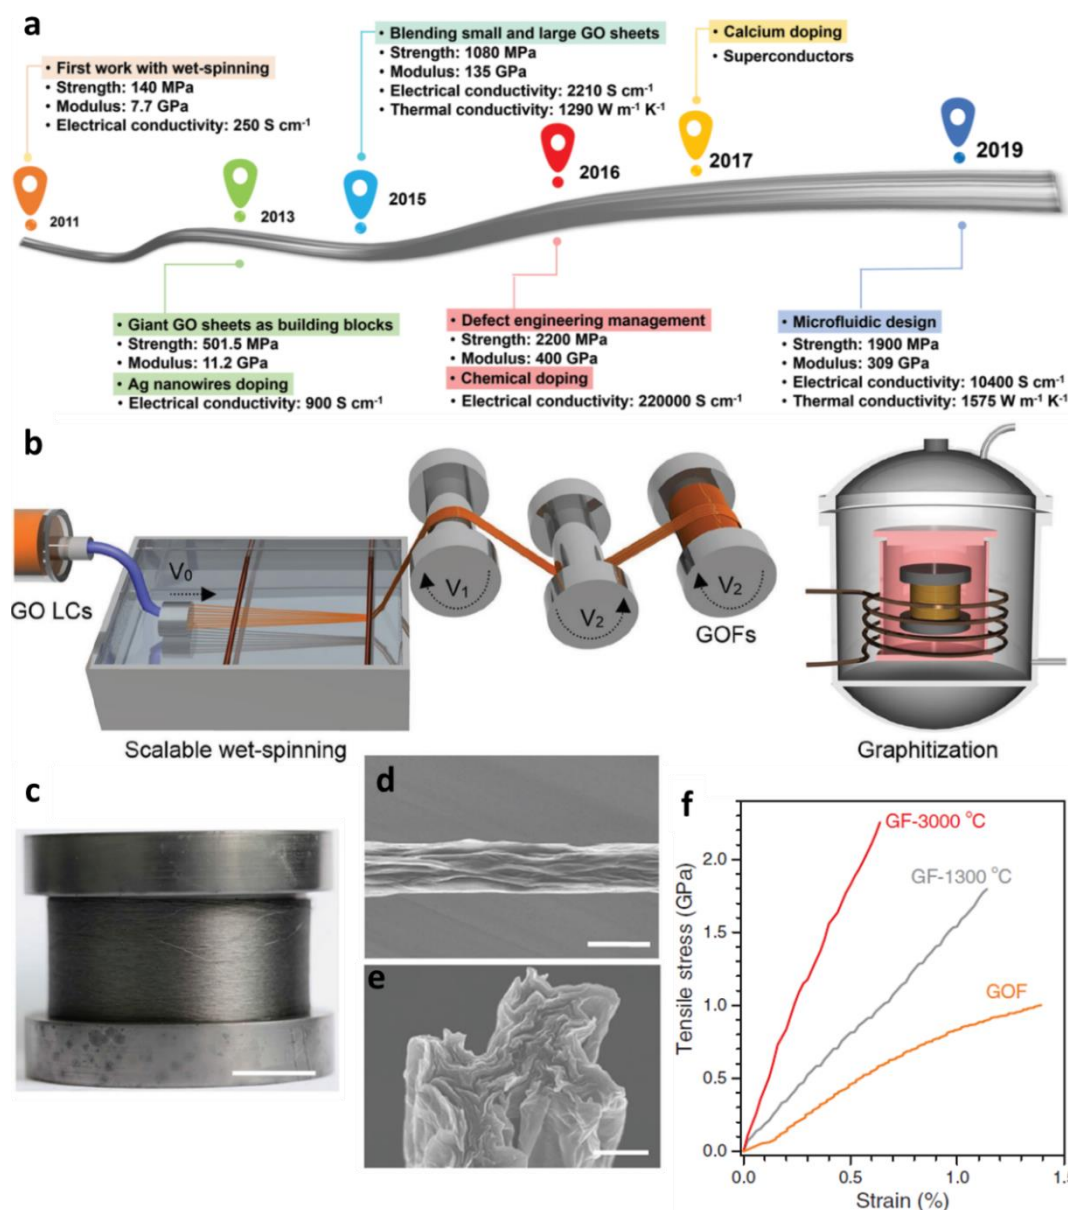 a
• First work with wet-spinning
• Strength: 140 MPa
• Modulus: 7.7 GPa
• Electrical conductivity: 250 S cm⁻¹
• Blending small and large GO sheets
• Strength: 1080 MPa
• Modulus: 135 GPa
• Electrical conductivity: 2210 S cm⁻¹
• Thermal conductivity: 1290 W m⁻¹ K⁻¹
• Calcium doping
• Superconductors
2011
2013
2015
2016
2017
2019
• Giant GO sheets as building blocks
• Strength: 501.5 MPa
• Modulus: 11.2 GPa
• Ag nanowires doping
• Electrical conductivity: 900 S cm⁻¹
• Defect engineering management
• Strength: 2200 MPa
• Modulus: 400 GPa
• Chemical doping
• Electrical conductivity: 220000 S cm⁻¹
• Microfluidic design
• Strength: 1900 MPa
• Modulus: 309 GPa
• Electrical conductivity: 10400 S cm⁻¹
• Thermal conductivity: 1575 W m⁻¹ K⁻¹
b
GO LCs
V₀
V₁
V₂
V₂
GOFs
Scalable wet-spinning
Graphitization
c
d
e
f
GF-3000 °C
GF-1300 °C
GOF
Tensile stress (GPa)
2.0
1.5
1.0
0.5
0.0
0.0 0.5 1.0 1.5
Strain (%)